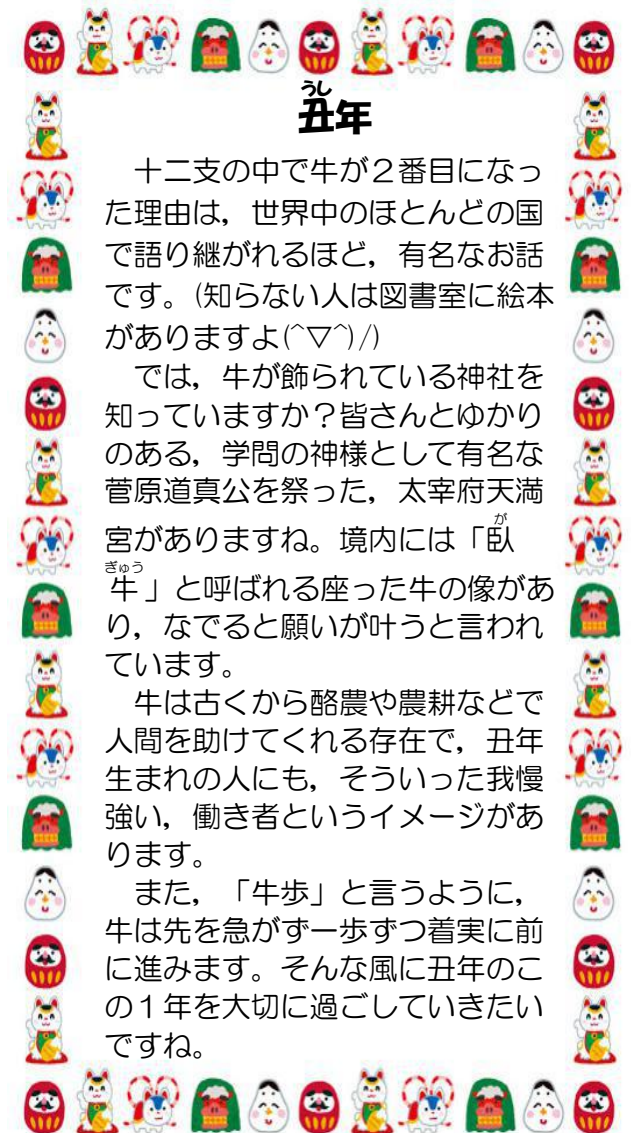 うし
丑年
十二支の中で牛が２番目になっ
た理由は，世界中のほとんどの国
で語り継がれるほど，有名なお話
です。(知らない人は図書室に絵本
がありますよ(^▽^)/)
では，牛が飾られている神社を
知っていますか？皆さんとゆかり
のある，学問の神様として有名な
菅原道真公を祭った，太宰府天満
宮がありますね。境内には「臥
が
ぎゅう
牛」と呼ばれる座った牛の像があ
り，なでると願いが叶うと言われ
ています。
牛は古くから酪農や農耕などで
人間を助けてくれる存在で，丑年
生まれの人にも，そういった我慢
強い，働き者というイメージがあ
ります。
また，「牛歩」と言うように，
牛は先を急がず一歩ずつ着実に前
に進みます。そんな風に丑年のこ
の１年を大切に過ごしていきたい
ですね。